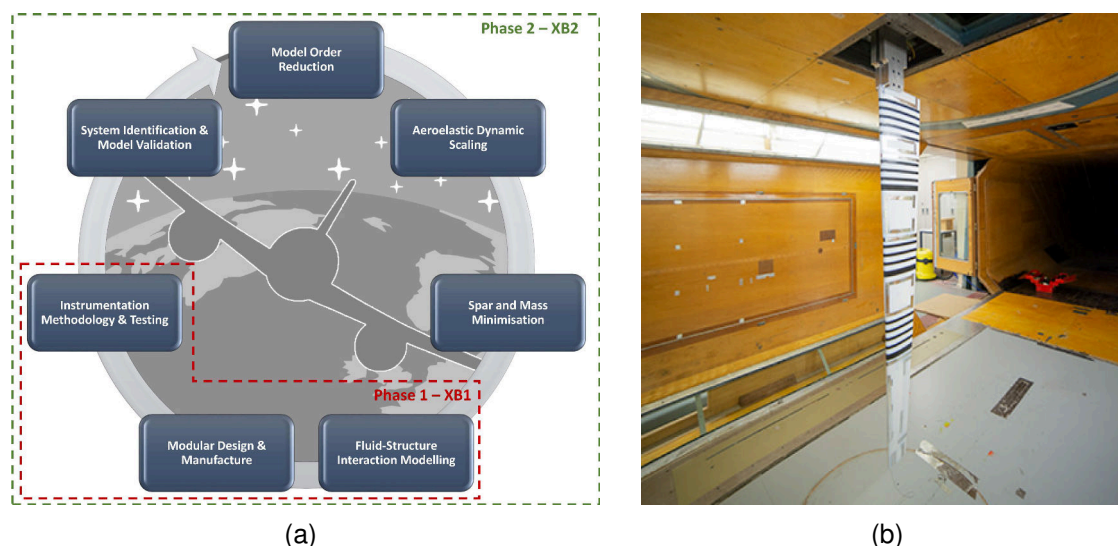 Phase 2 – XB2
Model Order
Reduction
System Identification &
Model Validation
Aeroelastic Dynamic
Scaling
Instrumentation
Methodology & Testing
Spar and Mass
Minimisation
Phase 1 – XB1
Modular Design &
Manufacture
Fluid-Structure
Interaction Modelling
(a)
(b)